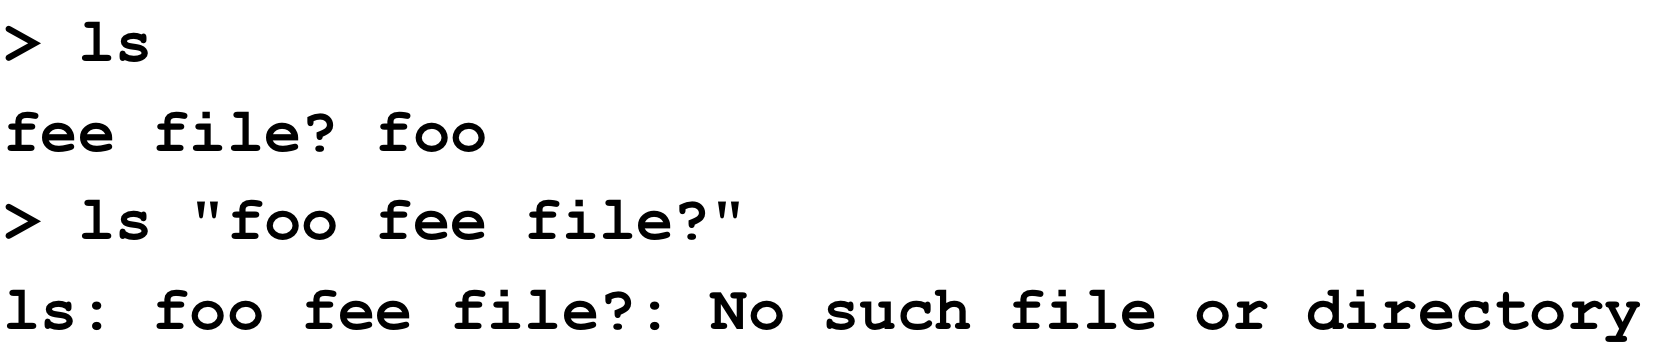 > ls
fee file? foo
> ls "foo fee file?"
ls: foo fee file?: No such file or directory